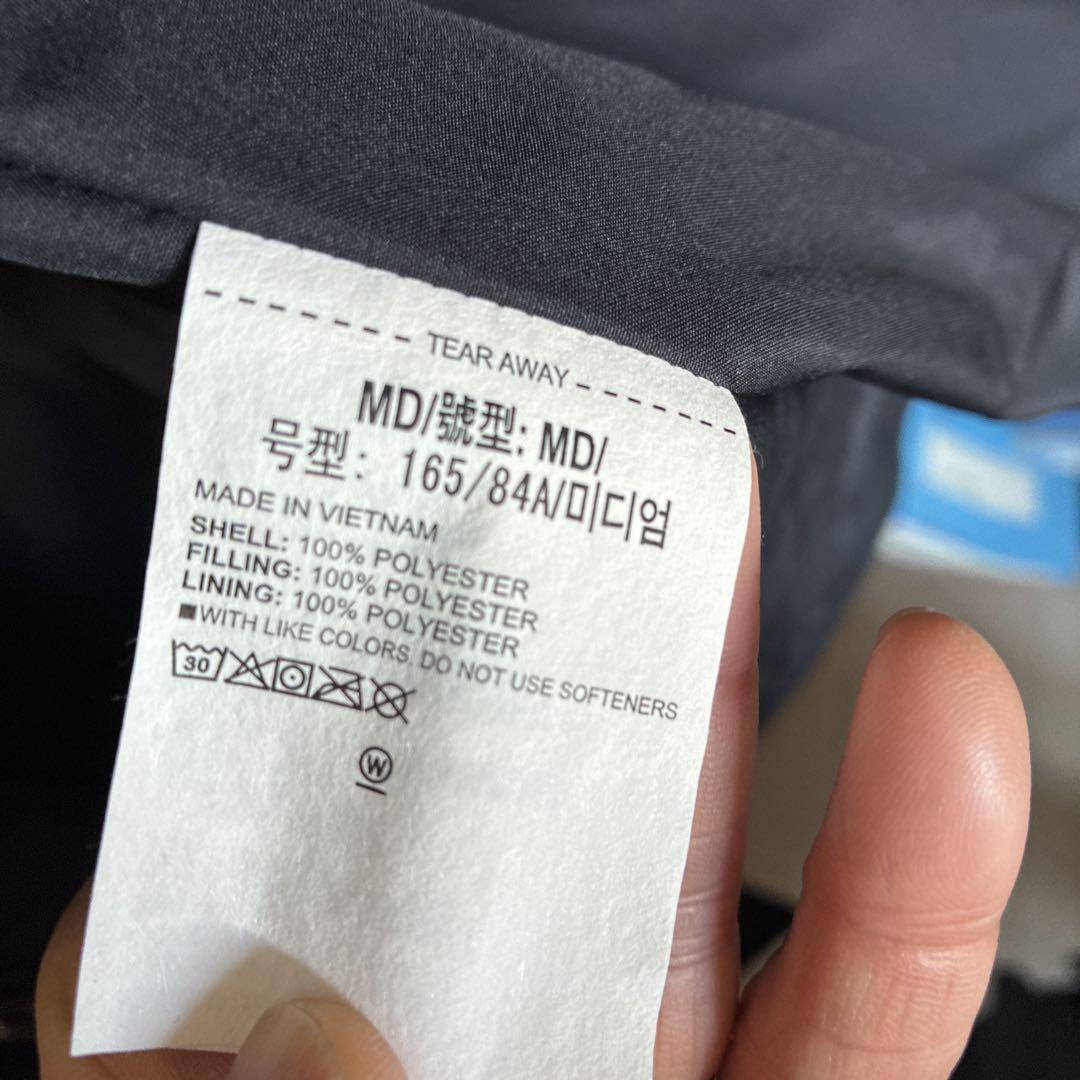 TEAR AWAY
MD/號型: MD/
号型: 165/84A/미디엄
MADE IN VIETNAM
SHELL: 100% POLYESTER
FILLING: 100% POLYESTER
LINING: 100% POLYESTER
■WITH LIKE COLORS. DO NOT USE SOFTENERS
30
W